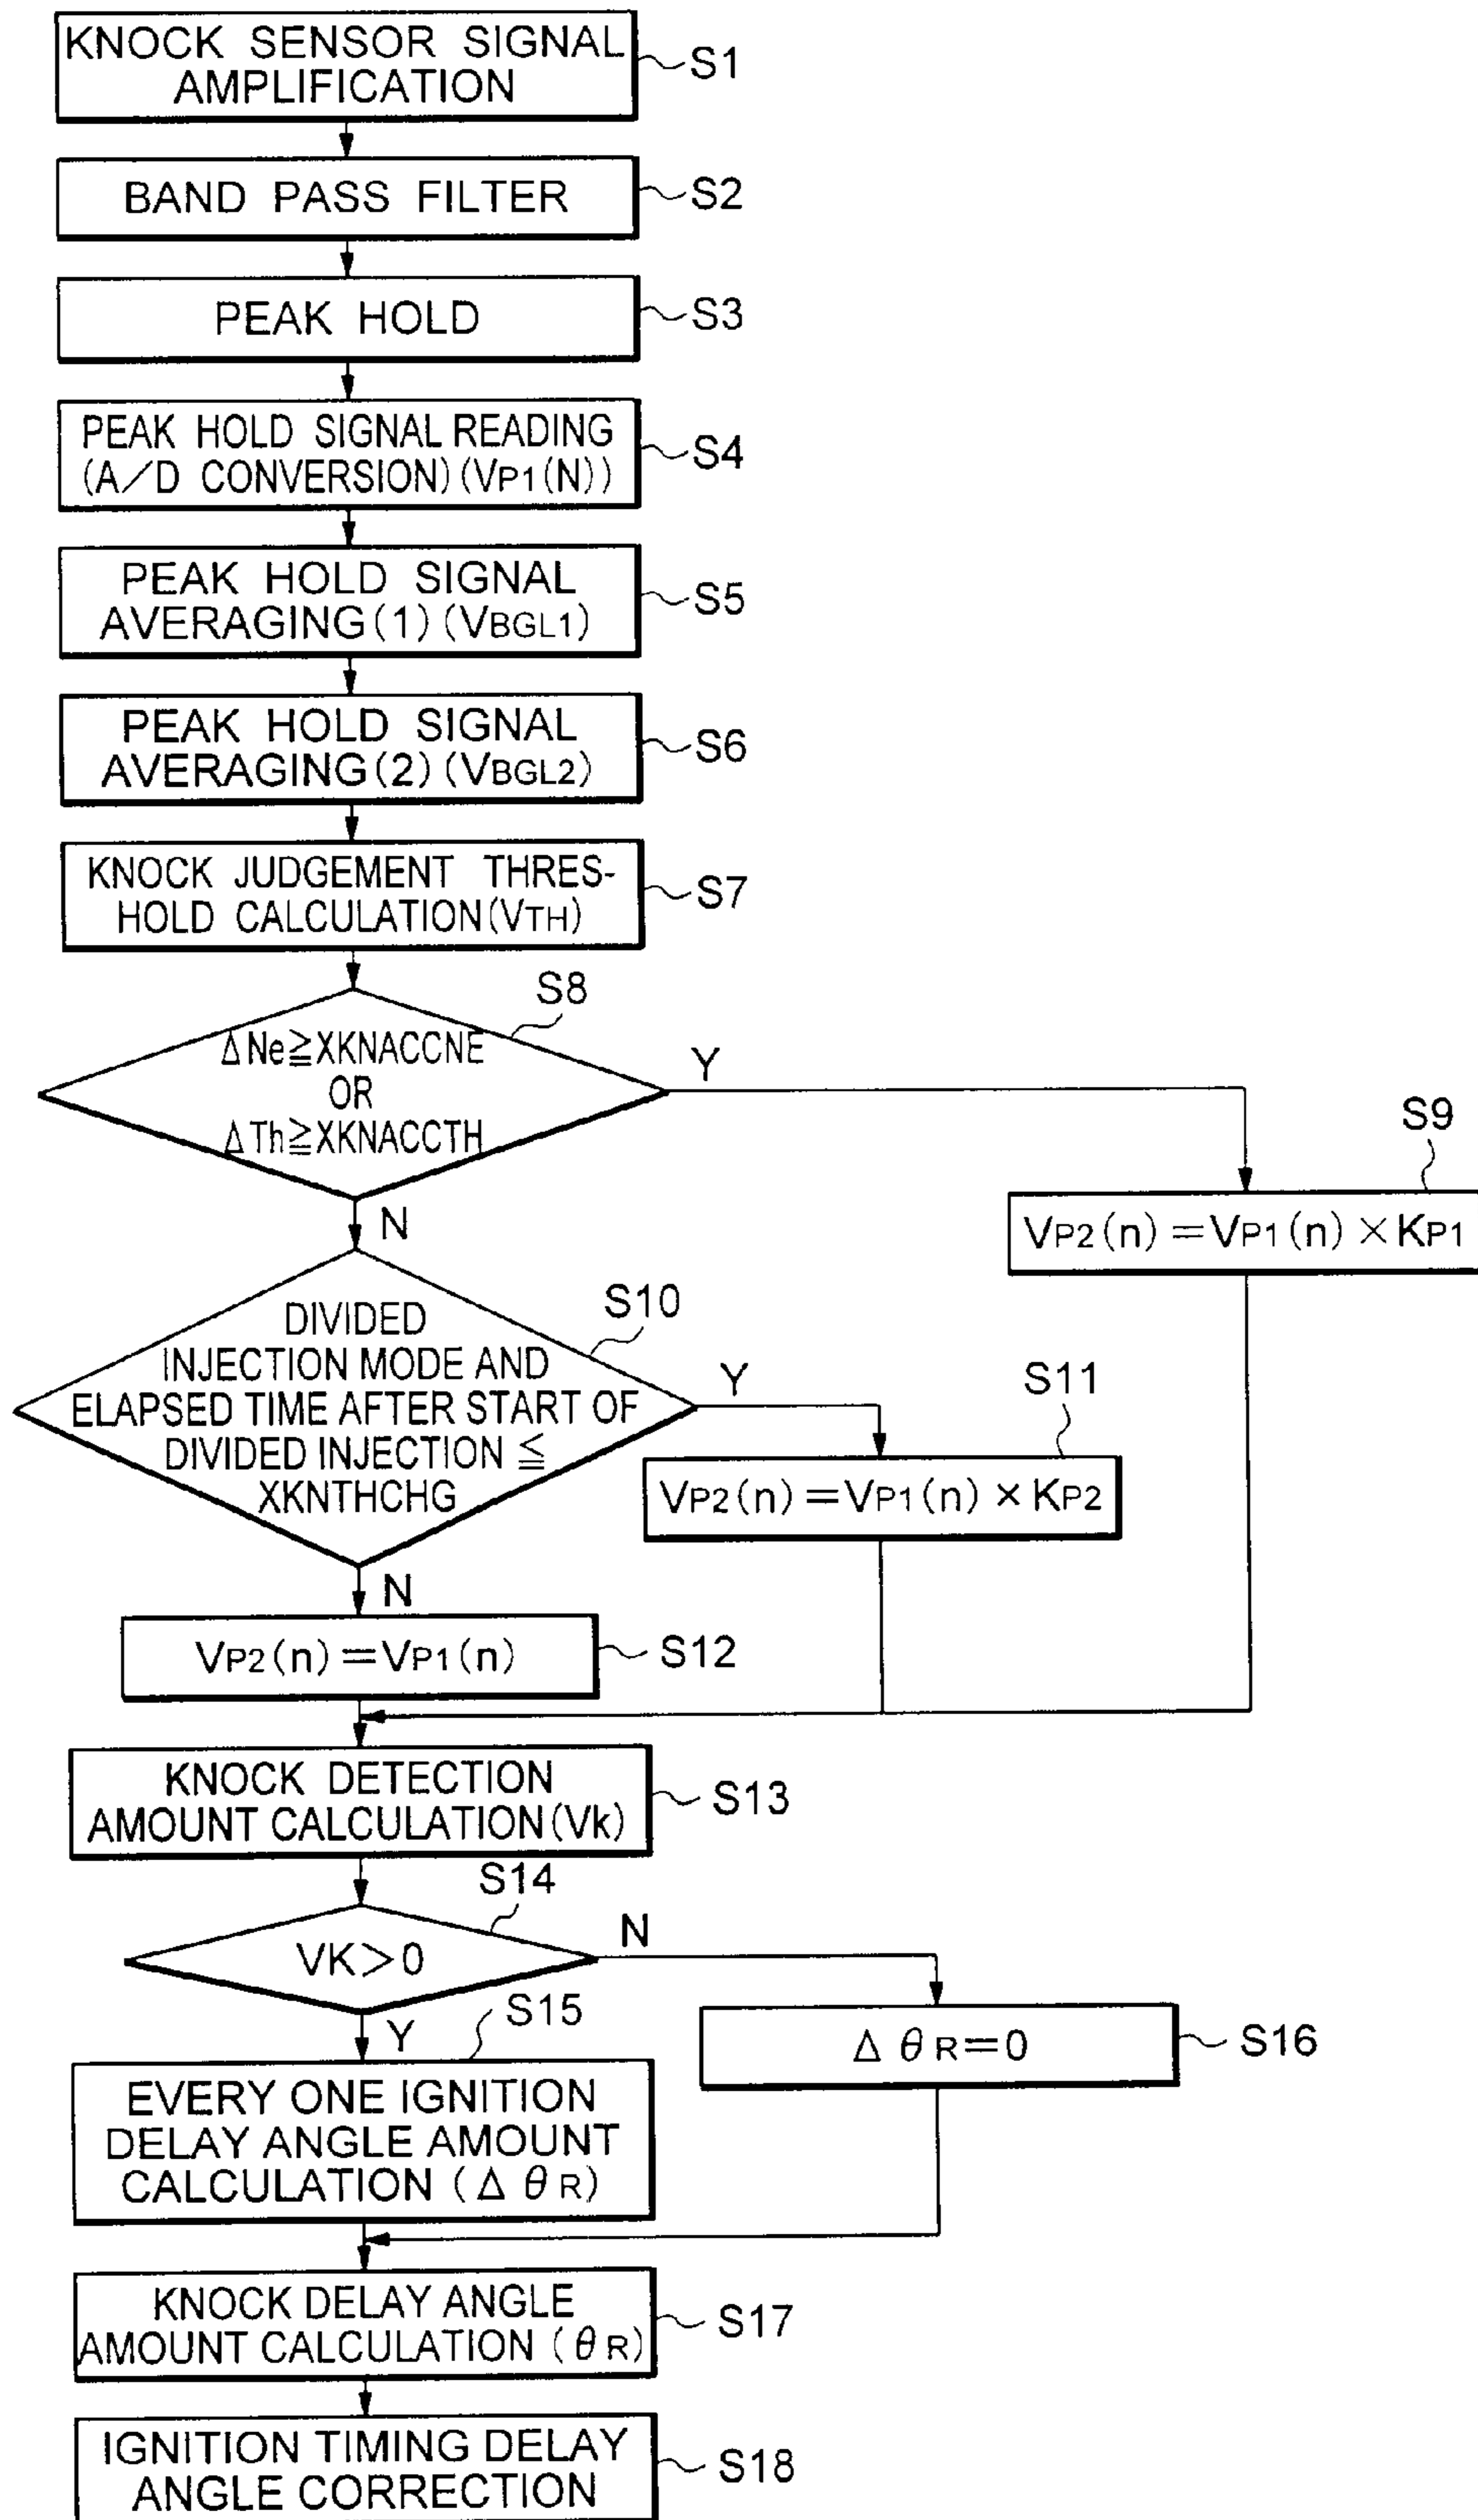 KNOCK SENSOR SIGNAL
AMPLIFICATION
S1
BAND PASS FILTER
S2
PEAK HOLD
S3
PEAK HOLD SIGNAL READING
(A/D CONVERSION)(VP1(N))
S4
PEAK HOLD SIGNAL
AVERAGING(1)(VBGL1)
S5
PEAK HOLD SIGNAL
AVERAGING(2)(VBGL2)
S6
KNOCK JUDGEMENT THRES-
HOLD CALCULATION(VTH)
S7
S8
ΔNe≧XKNACCNE
OR
ΔTh≧XKNACCTH
Y
N
S9
VP2(n)=VP1(n)×KP1
S10
DIVIDED
INJECTION MODE AND
ELAPSED TIME AFTER START OF
DIVIDED INJECTION ≦
XKNTHCHG
Y
N
S11
VP2(n)=VP1(n)×KP2
VP2(n)=VP1(n)
S12
KNOCK DETECTION
AMOUNT CALCULATION(Vk)
S13
S14
VK>0
N
Y
S15
EVERY ONE IGNITION
DELAY ANGLE AMOUNT
CALCULATION (Δ θR)
Δ θR=0
S16
KNOCK DELAY ANGLE
AMOUNT CALCULATION (θR)
S17
IGNITION TIMING DELAY
ANGLE CORRECTION
S18